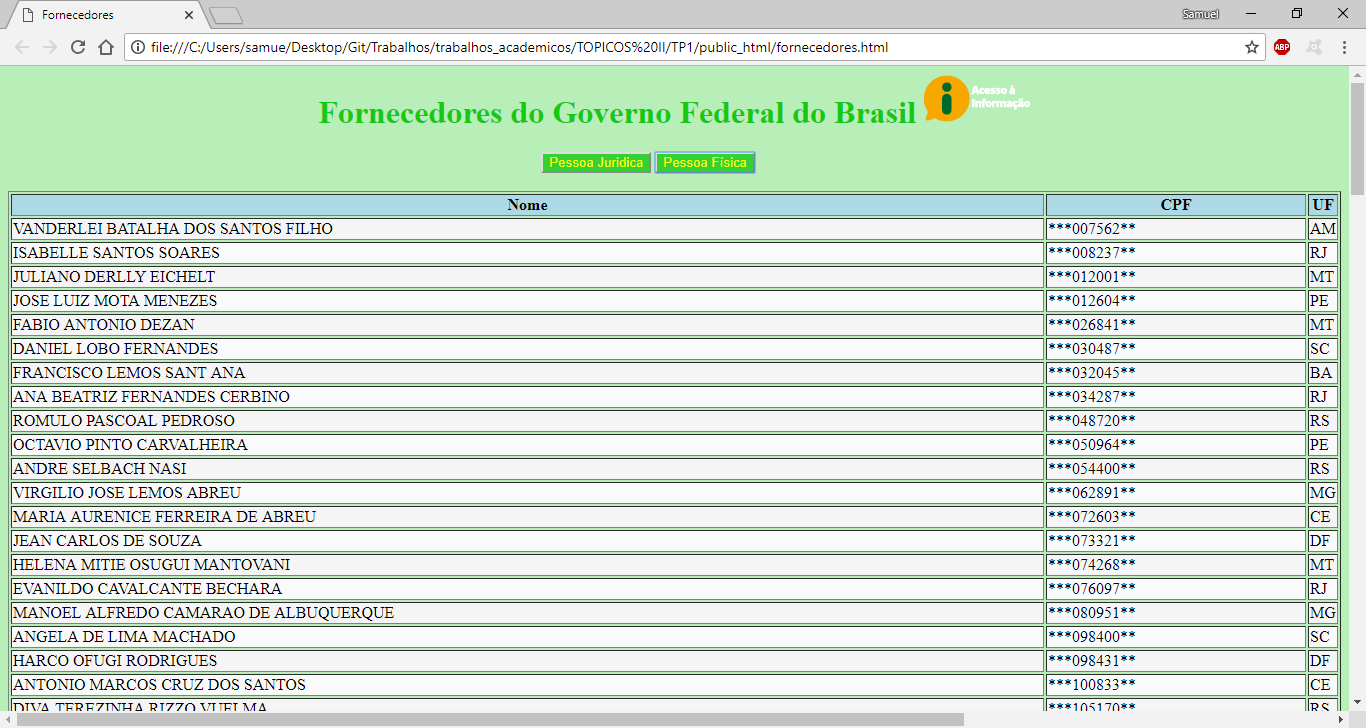 Fornecedores
Samuel
file:///C:/Users/samue/Desktop/Git/Trabalhos/trabalhos_academicos/TOPICOS%20II/TP1/public_html/fornecedores.html
ABP
Fornecedores do Governo Federal do Brasil
Acesso à
Informação
Pessoa Jurídica Pessoa Física
Nome CPF UF
VANDERLEI BATALHA DOS SANTOS FILHO ***007562** AM
ISABELLE SANTOS SOARES ***008237** RJ
JULIANO DERLLY EICHELT ***012001** MT
JOSE LUIZ MOTA MENEZES ***012604** PE
FABIO ANTONIO DEZAN ***026841** MT
DANIEL LOBO FERNANDES ***030487** SC
FRANCISCO LEMOS SANT ANA ***032045** BA
ANA BEATRIZ FERNANDES CERBINO ***034287** RJ
ROMULO PASCOAL PEDROSO ***048720** RS
OCTAVIO PINTO CARVALHEIRA ***050964** PE
ANDRE SELBACH NASI ***054400** RS
VIRGILIO JOSE LEMOS ABREU ***062891** MG
MARIA AURENICE FERREIRA DE ABREU ***072603** CE
JEAN CARLOS DE SOUZA ***073321** DF
HELENA MITIE OSUGUI MANTOVANI ***074268** MT
EVANILDO CAVALCANTE BECHARA ***076097** RJ
MANOEL ALFREDO CAMARAO DE ALBUQUERQUE ***080951** MG
ANGELA DE LIMA MACHADO ***098400** SC
HARCO OFUGI RODRIGUES ***098431** DF
ANTONIO MARCOS CRUZ DOS SANTOS ***100833** CE
DIVA TEREZINHA RIZZO VUELMA ***105170** RS